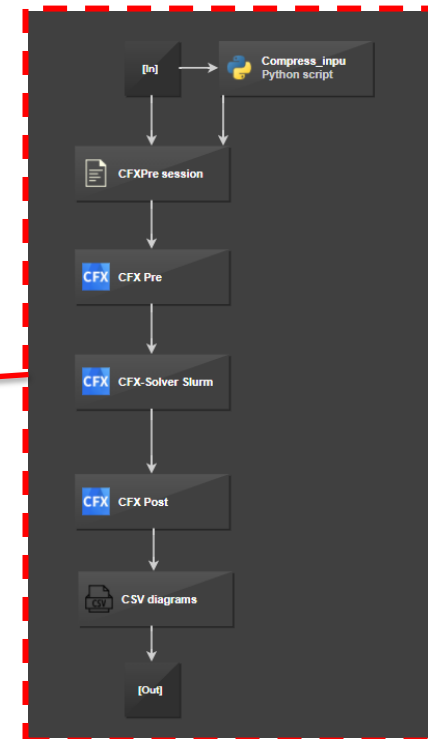 [In]
Compress_inpu
Python script
CFXPre session
CFX CFX Pre
CFX CFX-Solver Slurm
CFX CFX Post
CSV CSV diagrams
[Out]